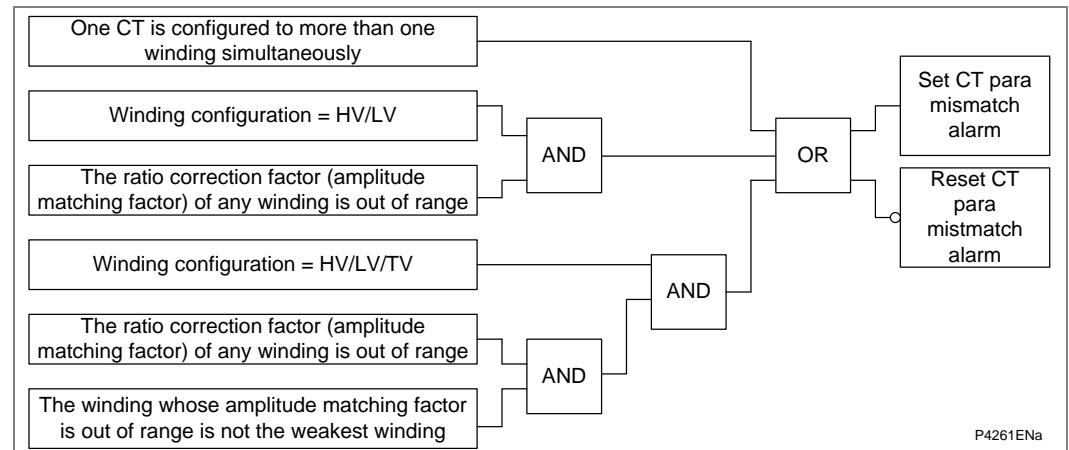 One CT is configured to more than one
winding simultaneously
Winding configuration = HV/LV
The ratio correction factor (amplitude
matching factor) of any winding is out of range
Winding configuration = HV/LV/TV
The ratio correction factor (amplitude
matching factor) of any winding is out of range
The winding whose amplitude matching factor
is out of range is not the weakest winding
AND
AND
AND
OR
Set CT para
mismatch
alarm
Reset CT
para
mistmatch
alarm
P4261ENa